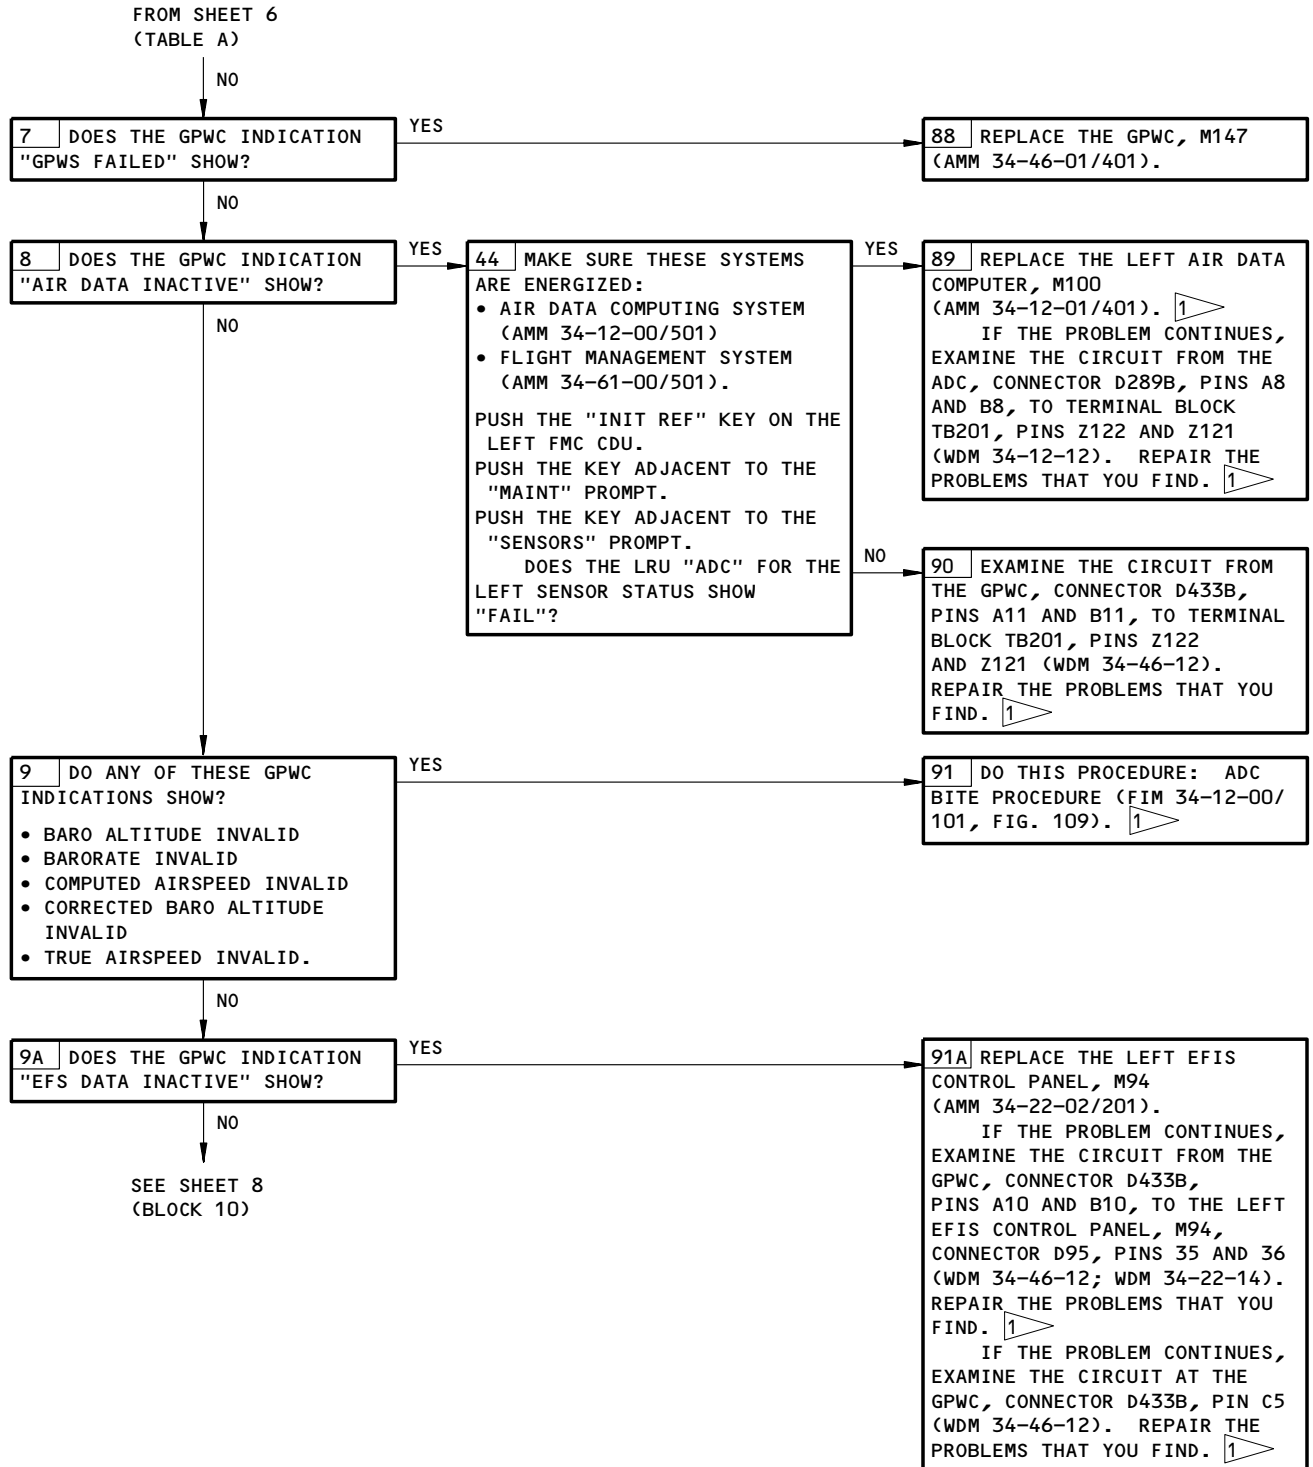 FROM SHEET 6
(TABLE A)
NO
7 DOES THE GPWC INDICATION
"GPWS FAILED" SHOW?
YES
88 REPLACE THE GPWC, M147
(AMM 34-46-01/401).
NO
8 DOES THE GPWC INDICATION
"AIR DATA INACTIVE" SHOW?
YES
44 MAKE SURE THESE SYSTEMS
ARE ENERGIZED:
• AIR DATA COMPUTING SYSTEM
(AMM 34-12-00/501)
• FLIGHT MANAGEMENT SYSTEM
(AMM 34-61-00/501).
PUSH THE "INIT REF" KEY ON THE
LEFT FMC CDU.
PUSH THE KEY ADJACENT TO THE
"MAINT" PROMPT.
PUSH THE KEY ADJACENT TO THE
"SENSORS" PROMPT.
DOES THE LRU "ADC" FOR THE
LEFT SENSOR STATUS SHOW
"FAIL"?
YES
89 REPLACE THE LEFT AIR DATA
COMPUTER, M100
(AMM 34-12-01/401). 1
IF THE PROBLEM CONTINUES,
EXAMINE THE CIRCUIT FROM THE
ADC, CONNECTOR D289B, PINS A8
AND B8, TO TERMINAL BLOCK
TB201, PINS Z122 AND Z121
(WDM 34-12-12). REPAIR THE
PROBLEMS THAT YOU FIND. 1
NO
90 EXAMINE THE CIRCUIT FROM
THE GPWC, CONNECTOR D433B,
PINS A11 AND B11, TO TERMINAL
BLOCK TB201, PINS Z122
AND Z121 (WDM 34-46-12).
REPAIR THE PROBLEMS THAT YOU
FIND. 1
NO
9 DO ANY OF THESE GPWC
INDICATIONS SHOW?
• BARO ALTITUDE INVALID
• BARORATE INVALID
• COMPUTED AIRSPEED INVALID
• CORRECTED BARO ALTITUDE
INVALID
• TRUE AIRSPEED INVALID.
YES
91 DO THIS PROCEDURE: ADC
BITE PROCEDURE (FIM 34-12-00/
101, FIG. 109). 1
NO
9A DOES THE GPWC INDICATION
"EFS DATA INACTIVE" SHOW?
YES
91A REPLACE THE LEFT EFIS
CONTROL PANEL, M94
(AMM 34-22-02/201).
IF THE PROBLEM CONTINUES,
EXAMINE THE CIRCUIT FROM THE
GPWC, CONNECTOR D433B,
PINS A10 AND B10, TO THE LEFT
EFIS CONTROL PANEL, M94,
CONNECTOR D95, PINS 35 AND 36
(WDM 34-46-12; WDM 34-22-14).
REPAIR THE PROBLEMS THAT YOU
FIND. 1
IF THE PROBLEM CONTINUES,
EXAMINE THE CIRCUIT AT THE
GPWC, CONNECTOR D433B, PIN C5
(WDM 34-46-12). REPAIR THE
PROBLEMS THAT YOU FIND. 1
NO
SEE SHEET 8
(BLOCK 10)